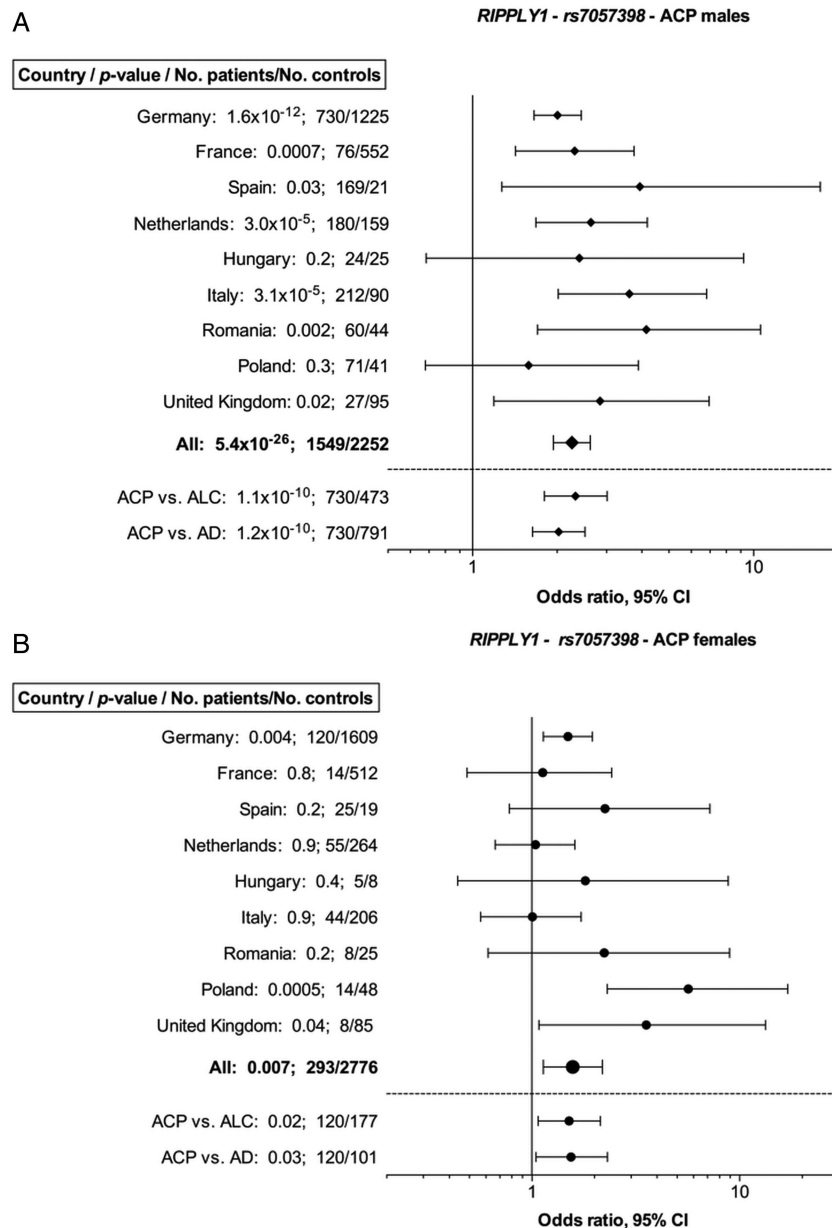 A
RIPPLY1 - rs7057398 - ACP males
Country / p-value / No. patients/No. controls
Germany: 1.6x10⁻¹²; 730/1225
France: 0.0007; 76/552
Spain: 0.03; 169/21
Netherlands: 3.0x10⁻⁵; 180/159
Hungary: 0.2; 24/25
Italy: 3.1x10⁻⁵; 212/90
Romania: 0.002; 60/44
Poland: 0.3; 71/41
United Kingdom: 0.02; 27/95
All: 5.4x10⁻²⁶; 1549/2252
ACP vs. ALC: 1.1x10⁻¹⁰; 730/473
ACP vs. AD: 1.2x10⁻¹⁰; 730/791
1 10
Odds ratio, 95% CI
B
RIPPLY1 - rs7057398 - ACP females
Country / p-value / No. patients/No. controls
Germany: 0.004; 120/1609
France: 0.8; 14/512
Spain: 0.2; 25/19
Netherlands: 0.9; 55/264
Hungary: 0.4; 5/8
Italy: 0.9; 44/206
Romania: 0.2; 8/25
Poland: 0.0005; 14/48
United Kingdom: 0.04; 8/85
All: 0.007; 293/2776
ACP vs. ALC: 0.02; 120/177
ACP vs. AD: 0.03; 120/101
1 10
Odds ratio, 95% CI